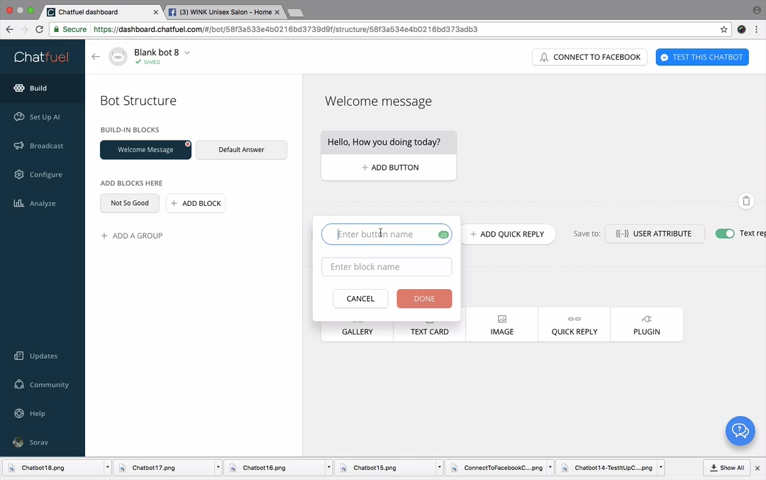 Chatfuel dashboard
(3) WINK Unisex Salon - Home
Secure https://dashboard.chatfuel.com/#/bot/58f3a533e4b0216bd3739d9f/structure/58f3a534e4b0216bd373adb3
Chatfuel
Blank bot 8
SAVED
CONNECT TO FACEBOOK
TEST THIS CHATBOT
Build
Set Up AI
Broadcast
Configure
Analyze
Updates
Community
Help
Sorav
Bot Structure
BUILD-IN BLOCKS
Welcome Message
Default Answer
ADD BLOCKS HERE
Not So Good
+ ADD BLOCK
+ ADD A GROUP
Welcome message
Hello, How you doing today?
+ ADD BUTTON
Enter button name
Enter block name
CANCEL
DONE
+ ADD QUICK REPLY
Save to:
USER ATTRIBUTE
Text rep
GALLERY
TEXT CARD
IMAGE
QUICK REPLY
PLUGIN
Chatbot18.png
Chatbot17.png
Chatbot16.png
Chatbot15.png
ConnectToFacebookC....png
Chatbot14-TestItUpC....png
Show All